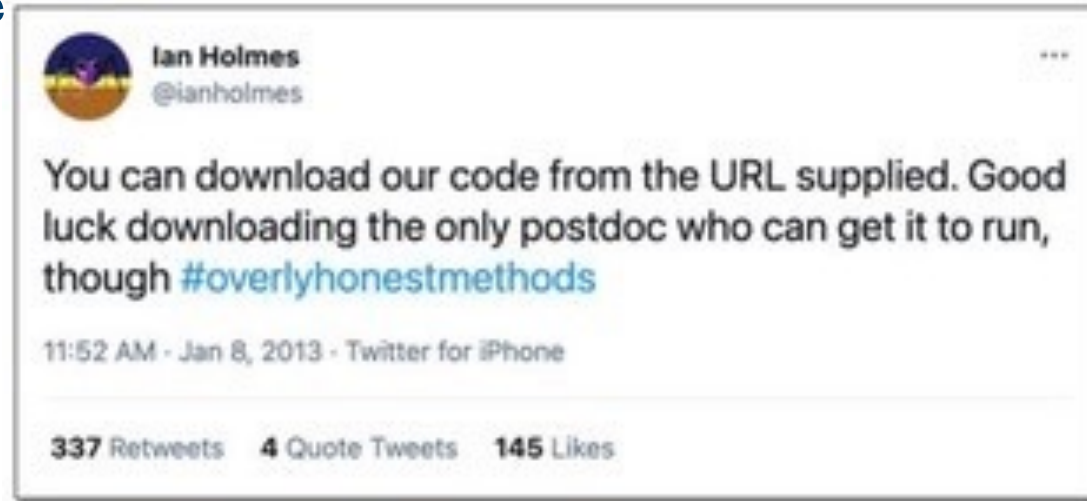 e
Ian Holmes
...
@ianholmes
You can download our code from the URL supplied. Good
luck downloading the only postdoc who can get it to run,
though #overlyhonestmethods
11:52 AM · Jan 8, 2013 · Twitter for iPhone
337 Retweets 4 Quote Tweets 145 Likes